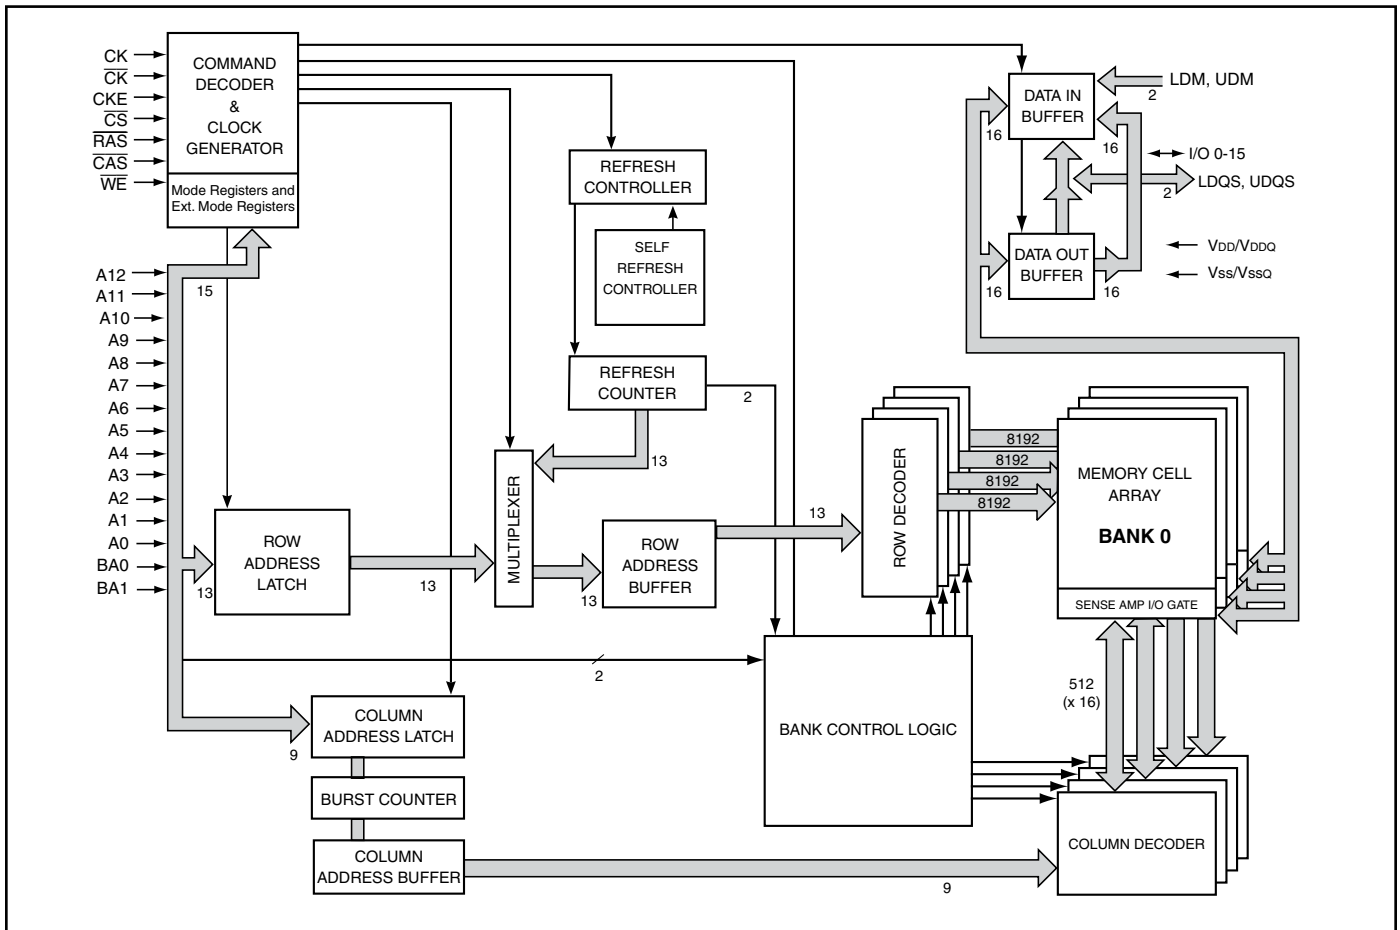 CK
C̅K̅
CKE
C̅S̅
R̅A̅S̅
C̅A̅S̅
W̅E̅
COMMAND
DECODER
&
CLOCK
GENERATOR
Mode Registers and
Ext. Mode Registers
A12
A11
A10
A9
A8
A7
A6
A5
A4
A3
A2
A1
A0
BA0
BA1
15
13
ROW
ADDRESS
LATCH
13
2
9
COLUMN
ADDRESS LATCH
BURST COUNTER
COLUMN
ADDRESS BUFFER
9
REFRESH
CONTROLLER
SELF
REFRESH
CONTROLLER
REFRESH
COUNTER
2
13
MULTIPLEXER
13
ROW
ADDRESS
BUFFER
13
BANK CONTROL LOGIC
ROW DECODER
8192
8192
8192
8192
MEMORY CELL
ARRAY
BANK 0
SENSE AMP I/O GATE
512
(x 16)
COLUMN DECODER
DATA IN
BUFFER
LDM, UDM
2
16
16
I/O 0-15
LDQS, UDQS
2
DATA OUT
BUFFER
16
16
VDD/VDDQ
Vss/VssQ